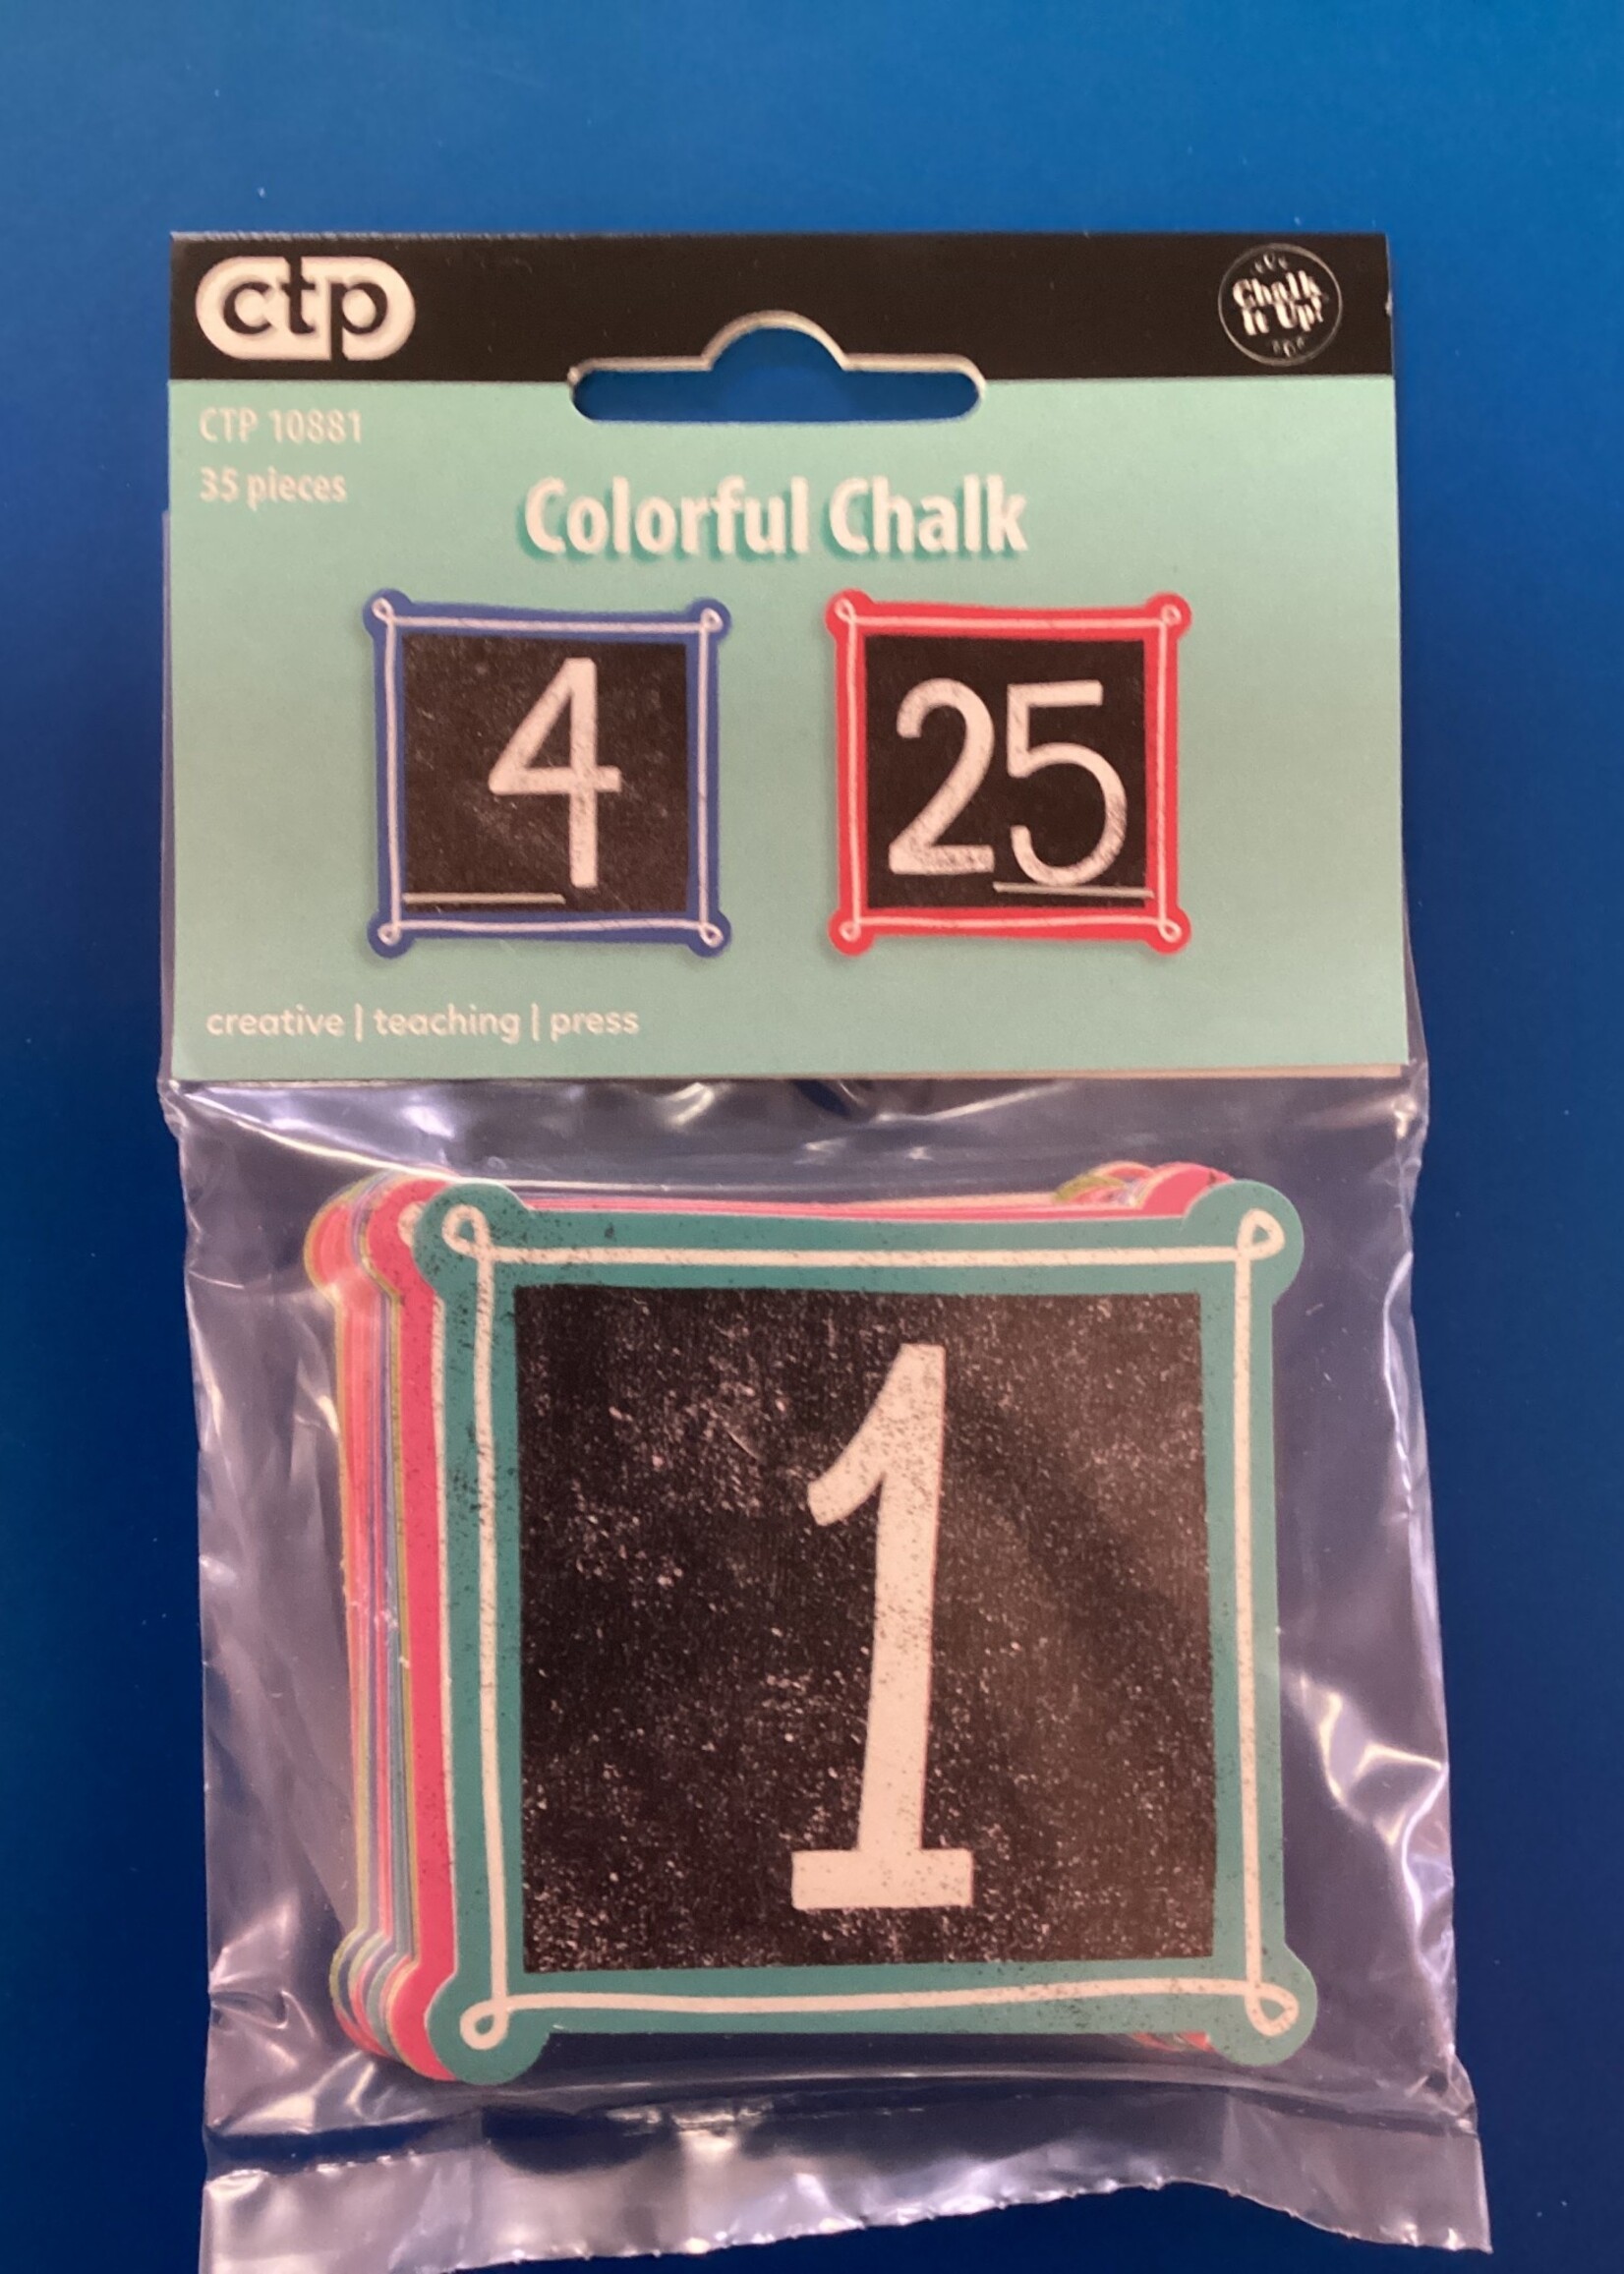 ctp
Chalk
It Up!
CTP 10881
35 pieces
Colorful Chalk
4
25
creative | teaching | press
1